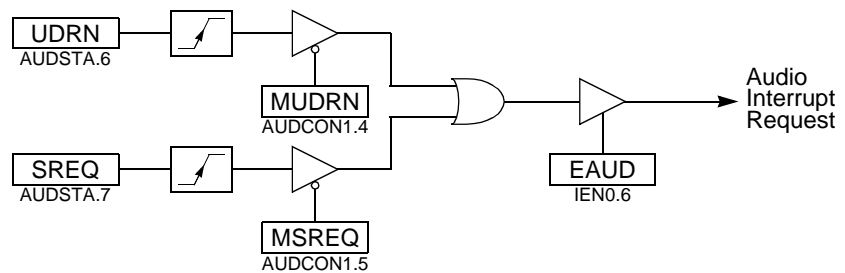 UDRN
AUDSTA.6
MUDRN
AUDCON1.4
Audio
Interrupt
Request
SREQ
AUDSTA.7
EAUD
IEN0.6
MSREQ
AUDCON1.5